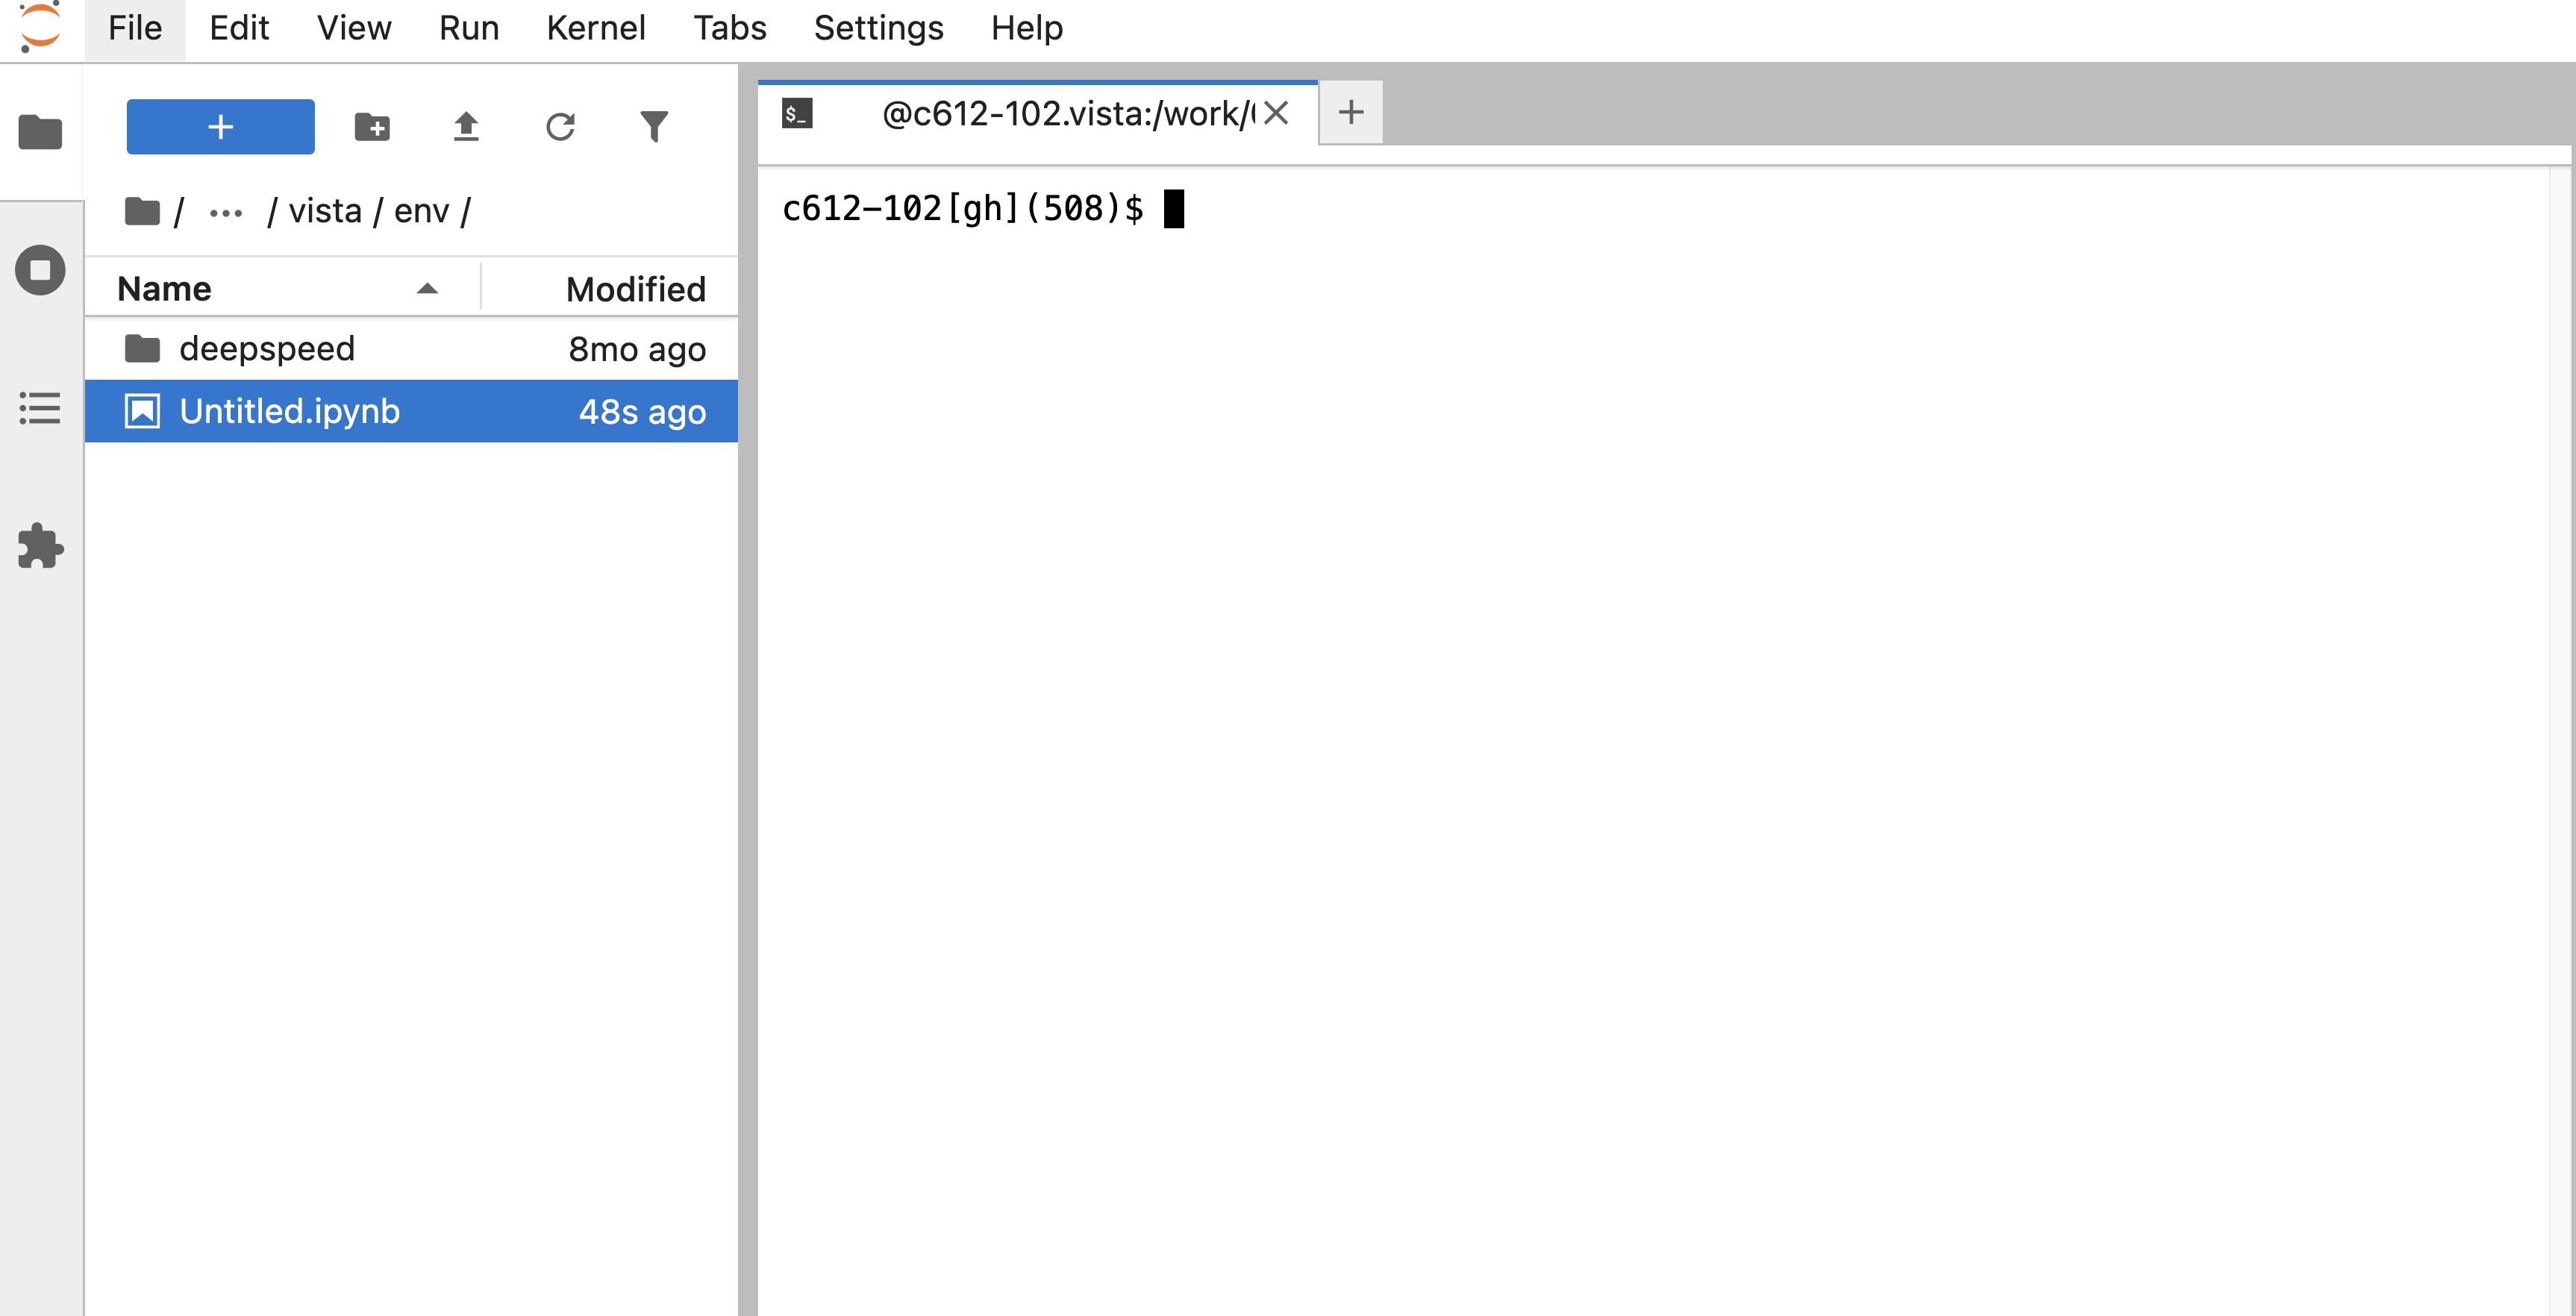 File Edit View Run Kernel Tabs Settings Help
+
/ ... / vista / env /
Name Modified
deepspeed 8mo ago
Untitled.ipynb 48s ago
$_ @c612-102.vista:/work/ +
c612-102[gh](508)$